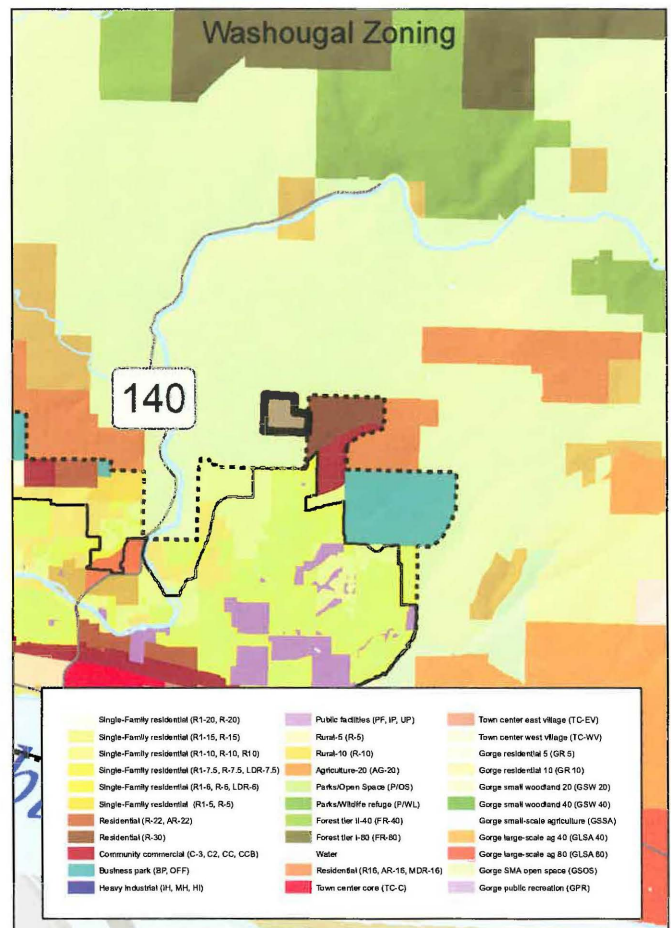 Washougal Zoning
140
Single-Family residential (R1-20, R-20)
Single-Family residential (R1-15, R-15)
Single-Family residential (R1-10, R-10, R10)
Single-Family residential (R1-7.5, R-7.5, LDR-7.5)
Single-Family residential (R1-6, R-6, LDR-6)
Single-Family residential (R1-5, R-5)
Residential (R-22, AR-22)
Residential (R-30)
Community commercial (C-3, C2, CC, CCB)
Business park (BP, OFF)
Heavy Industrial (IH, MH, HI)
Public facilities (PF, IP, UP)
Rural-5 (R-5)
Rural-10 (R-10)
Agriculture-20 (AG-20)
Parks/Open Space (P/OS)
Parks/Wildlife refuge (P/WL)
Forest tier II-40 (FR-40)
Forest tier I-80 (FR-80)
Water
Residential (R16, AR-16, MDR-16)
Town center core (TC-C)
Town center east village (TC-EV)
Town center west village (TC-WV)
Gorge residential 5 (GR 5)
Gorge residential 10 (GR 10)
Gorge small woodland 20 (GSW 20)
Gorge small woodland 40 (GSW 40)
Gorge small-scale agriculture (GSSA)
Gorge large-scale ag 40 (GLSA 40)
Gorge large-scale ag 80 (GLSA 80)
Gorge SMA open space (GSOS)
Gorge public recreation (GPR)